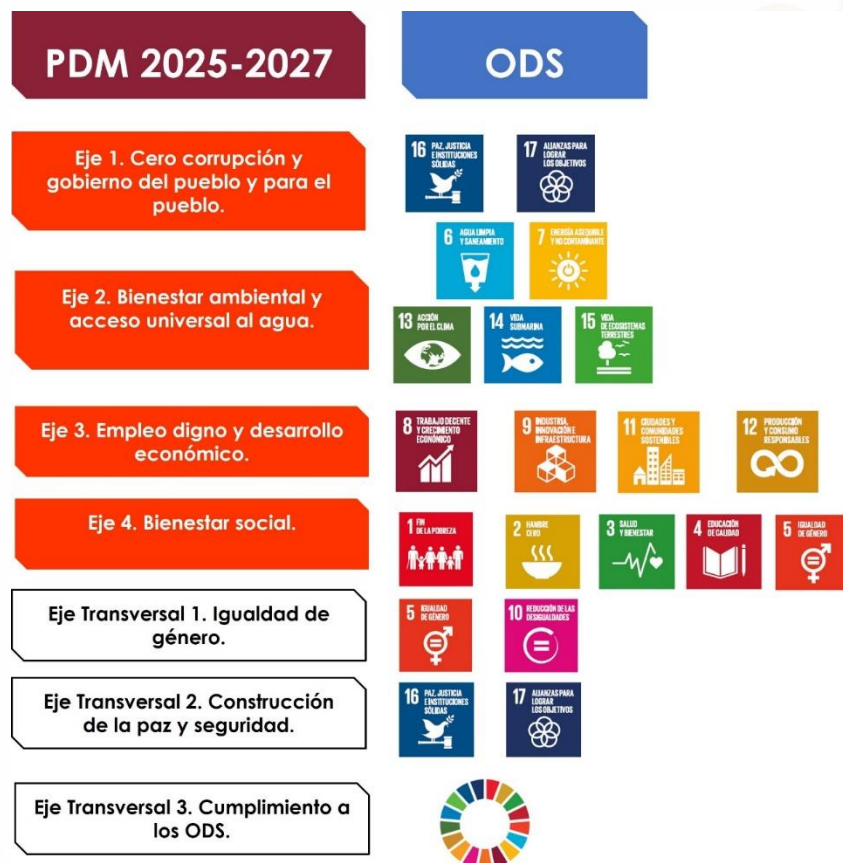 PDM 2025-2027
ODS
Eje 1. Cero corrupción y
gobierno del pueblo y para el
pueblo.
16 PAZ, JUSTICIA
E INSTITUCIONES
SÓLIDAS
17 ALIANZAS PARA
LOGRAR
LOS OBJETIVOS
6 AGUA LIMPIA
Y SANEAMIENTO
7 ENERGÍA ASEQUIBLE
Y NO CONTAMINANTE
Eje 2. Bienestar ambiental y
acceso universal al agua.
13 ACCIÓN
POR EL CLIMA
14 VIDA
SUBMARINA
15 VIDA
DE ECOSISTEMAS
TERRESTRES
Eje 3. Empleo digno y desarrollo
económico.
8 TRABAJO DECENTE
Y CRECIMIENTO
ECONÓMICO
9 INDUSTRIA,
INNOVACIÓN E
INFRAESTRUCTURA
11 CIUDADES Y
COMUNIDADES
SOSTENIBLES
12 PRODUCCIÓN
Y CONSUMO
RESPONSABLES
Eje 4. Bienestar social.
1 FIN
DE LA POBREZA
2 HAMBRE
CERO
3 SALUD
Y BIENESTAR
4 EDUCACIÓN
DE CALIDAD
5 IGUALDAD
DE GÉNERO
Eje Transversal 1. Igualdad de
género.
5 IGUALDAD
DE GÉNERO
10 REDUCCIÓN DE LAS
DESIGUALDADES
Eje Transversal 2. Construcción
de la paz y seguridad.
16 PAZ, JUSTICIA
E INSTITUCIONES
SÓLIDAS
17 ALIANZAS PARA
LOGRAR
LOS OBJETIVOS
Eje Transversal 3. Cumplimiento a
los ODS.